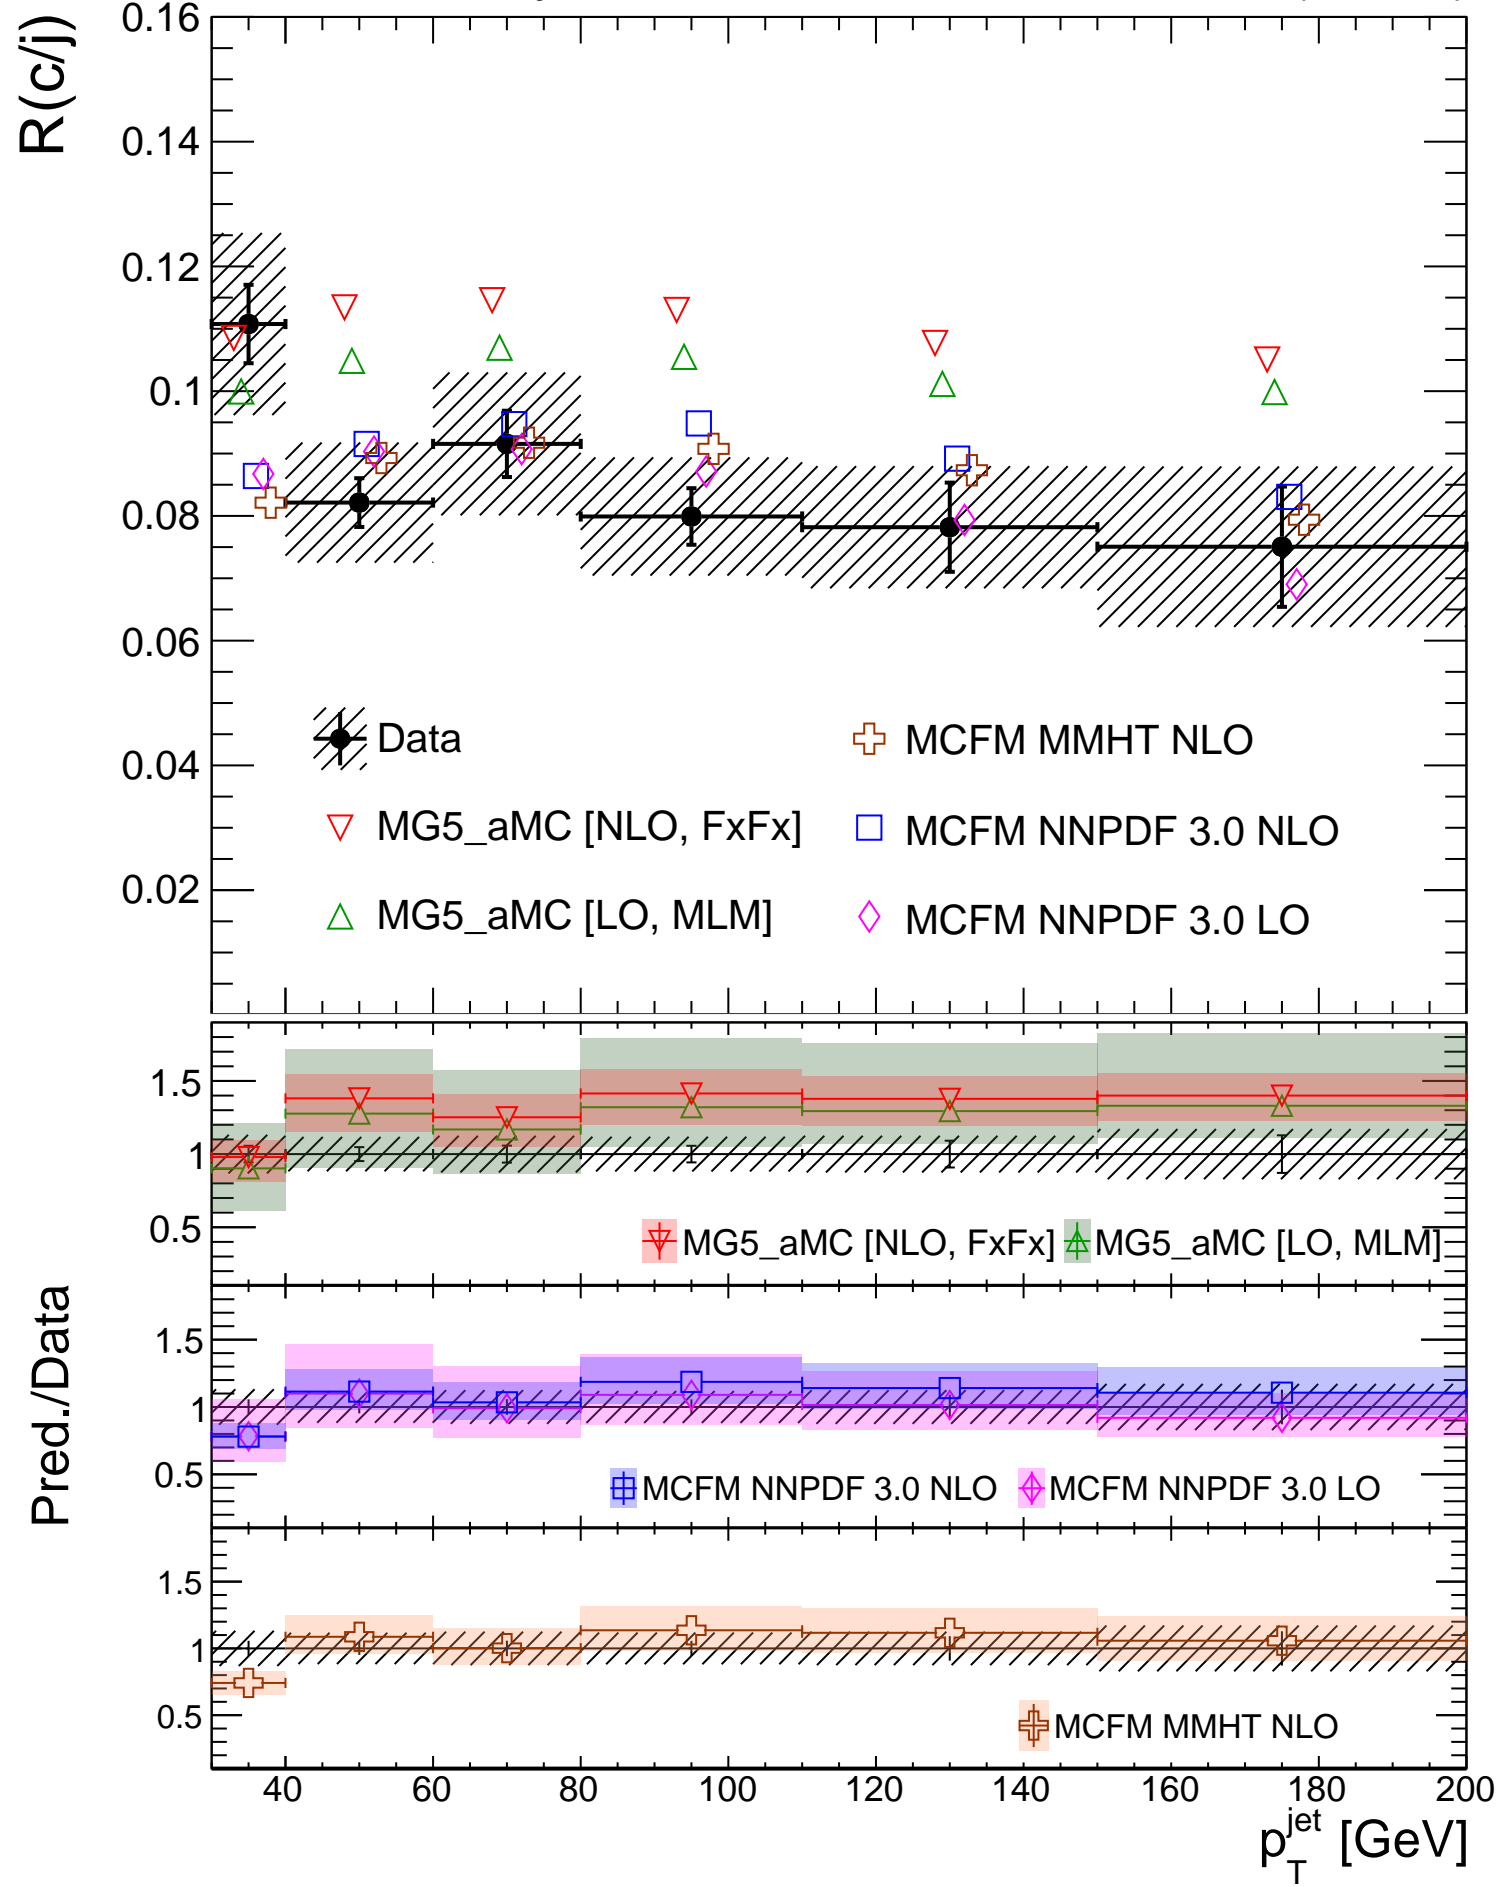 R(c/j)
0.16
0.14
0.12
0.1
0.08
0.06
0.04
0.02
Data
MCFM MMHT NLO
MG5_aMC [NLO, FxFx]
MCFM NNPDF 3.0 NLO
MG5_aMC [LO, MLM]
MCFM NNPDF 3.0 LO
Pred./Data
1.5
1
0.5
MG5_aMC [NLO, FxFx]
MG5_aMC [LO, MLM]
1.5
1
0.5
MCFM NNPDF 3.0 NLO
MCFM NNPDF 3.0 LO
1.5
1
0.5
MCFM MMHT NLO
40 60 80 100 120 140 160 180 200
p_T^jet [GeV]